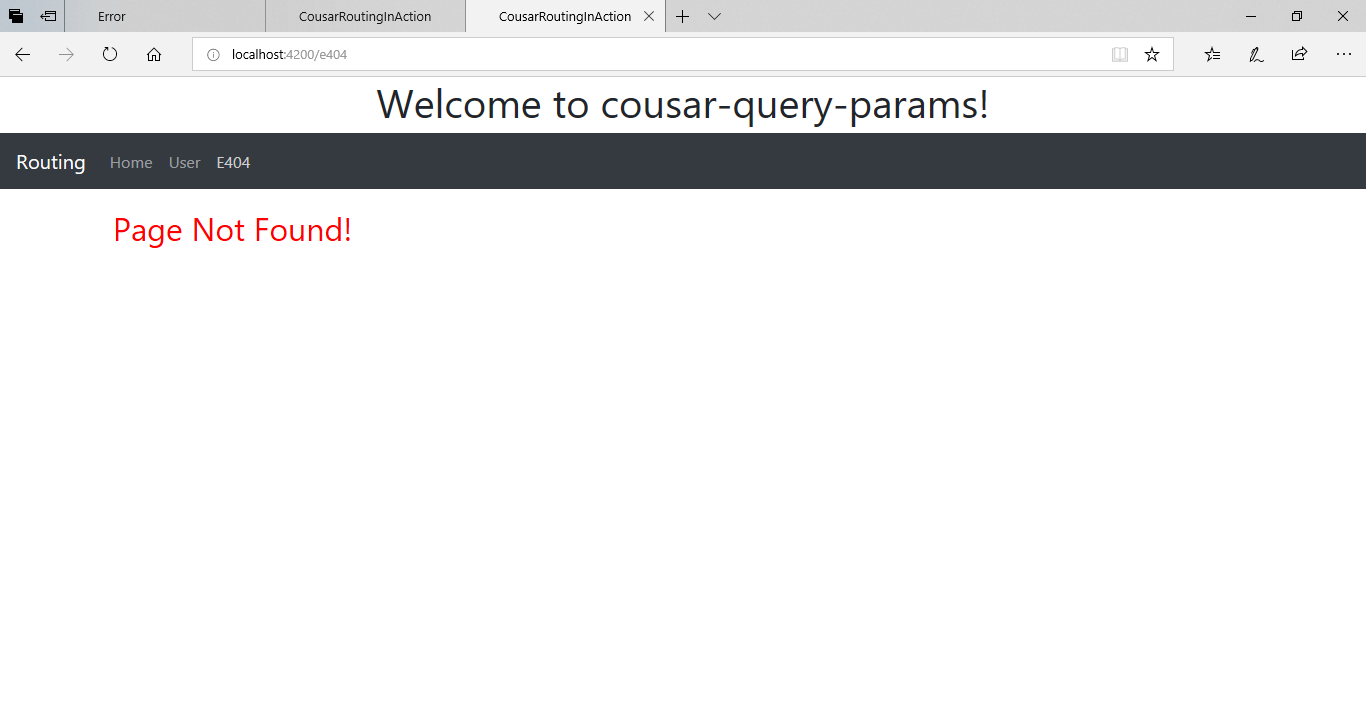 Error
CousarRoutingInAction
CousarRoutingInAction
localhost:4200/e404
Welcome to cousar-query-params!
Routing Home User E404
Page Not Found!